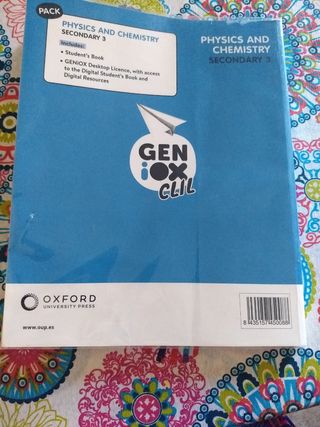 PACK
PHYSICS AND CHEMISTRY
SECONDARY 3
Includes:
• Student's Book
• GENIOX Desktop Licence, with access
to the Digital Student's Book and
Digital Resources
PHYSICS AND
CHEMISTRY
SECONDARY 3
GEN
iOX
CLIL
OXFORD
UNIVERSITY PRESS
www.oup.es
8435157450088